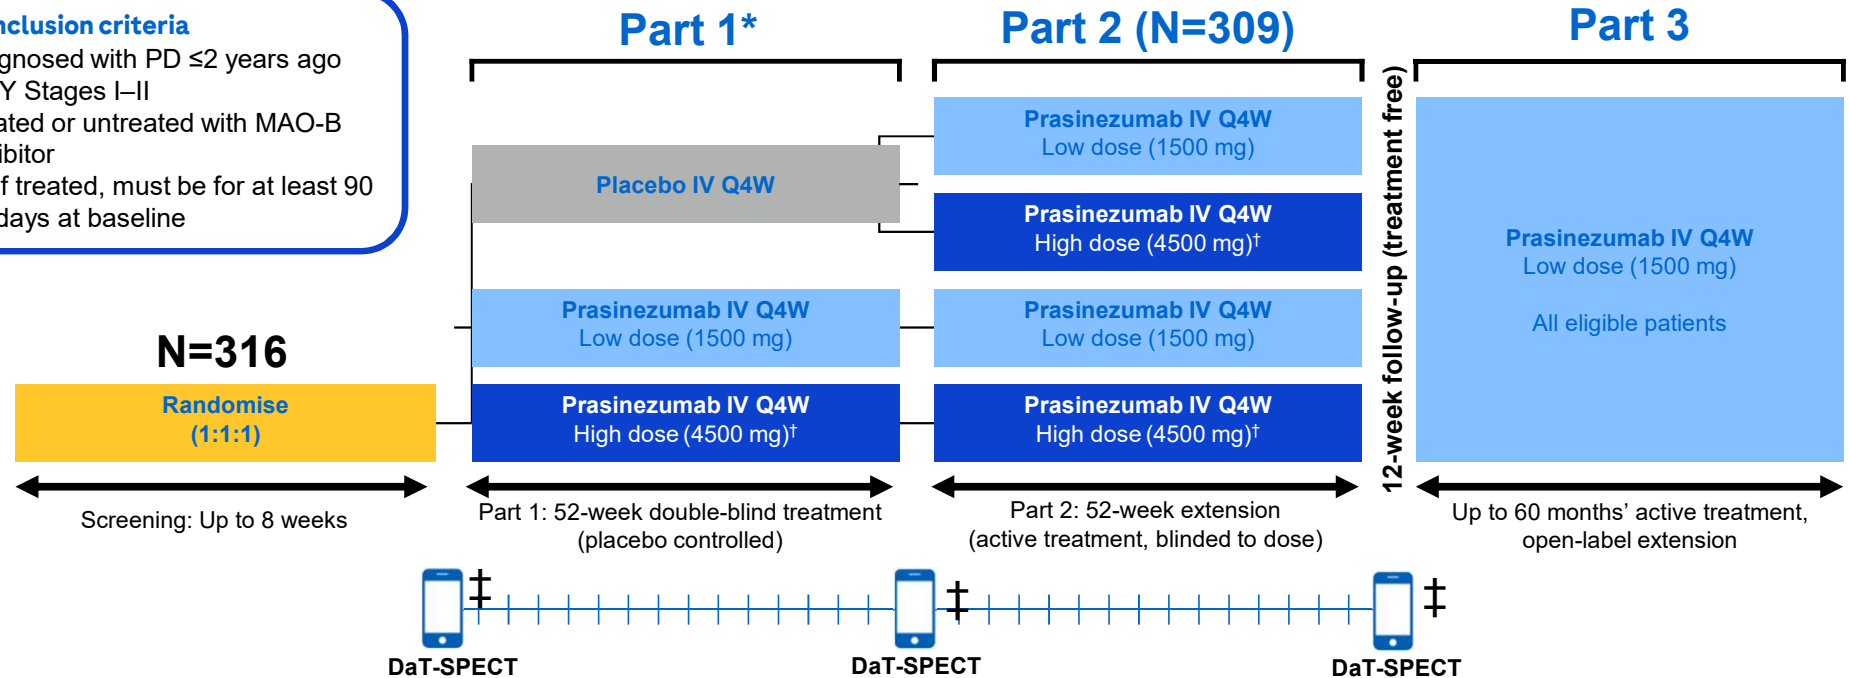 nclusion criteria
gnosed with PD ≤2 years ago
Y Stages I–II
ated or untreated with MAO-B
ibitor
f treated, must be for at least 90
days at baseline
N=316
Randomise
(1:1:1)
Screening: Up to 8 weeks
Part 1*
Placebo IV Q4W
Prasinezumab IV Q4W
Low dose (1500 mg)
Prasinezumab IV Q4W
High dose (4500 mg)†
Part 1: 52-week double-blind treatment
(placebo controlled)
Part 2 (N=309)
Prasinezumab IV Q4W
Low dose (1500 mg)
Prasinezumab IV Q4W
High dose (4500 mg)†
Prasinezumab IV Q4W
Low dose (1500 mg)
Prasinezumab IV Q4W
High dose (4500 mg)†
Part 2: 52-week extension
(active treatment, blinded to dose)
12-week follow-up (treatment free)
Part 3
Prasinezumab IV Q4W
Low dose (1500 mg)
All eligible patients
Up to 60 months’ active treatment,
open-label extension
‡
‡
‡
DaT-SPECT
DaT-SPECT
DaT-SPECT